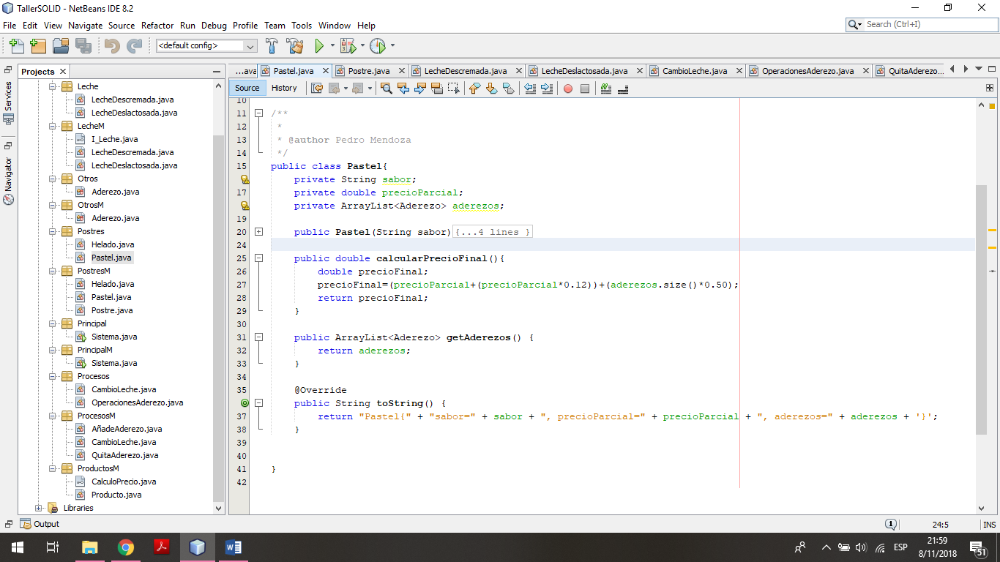 TallerSOLID - NetBeans IDE 8.2
File Edit View Navigate Source Refactor Run Debug Profile Team Tools Window Help
Search (Ctrl+I)
<default config>
Projects
Services
Navigator
Leche
LecheDescremada.java
LecheDeslactosada.java
LecheM
I_Leche.java
LecheDescremada.java
LecheDeslactosada.java
Otros
Aderezo.java
OtrosM
Aderezo.java
Postres
Helado.java
Pastel.java
PostresM
Helado.java
Pastel.java
Postre.java
Principal
Sistema.java
PrincipalM
Sistema.java
Procesos
CambioLeche.java
OperacionesAderezo.java
ProcesosM
AñadeAderezo.java
CambioLeche.java
QuitaAderezo.java
ProductosM
CalculoPrecio.java
Producto.java
Libraries
...ava Pastel.java Postre.java LecheDescremada.java LecheDeslactosada.java CambioLeche.java OperacionesAderezo.java QuitaAderezo...
Source History
10
11 /**
12 *
13 * @author Pedro Mendoza
14 */
15 public class Pastel{
private String sabor;
17 private double precioParcial;
private ArrayList<Aderezo> aderezos;
19
20 public Pastel(String sabor){...4 lines }
24
25 public double calcularPrecioFinal(){
26 double precioFinal;
27 precioFinal=(precioParcial+(precioParcial*0.12))+(aderezos.size()*0.50);
28 return precioFinal;
29 }
30
31 public ArrayList<Aderezo> getAderezos() {
32 return aderezos;
33 }
34
35 @Override
public String toString() {
37 return "Pastel{" + "sabor=" + sabor + ", precioParcial=" + precioParcial + ", aderezos=" + aderezos + '}';
38 }
39
40
41 }
42
Output
1
24:5
INS
ESP
21:59
8/11/2018
51